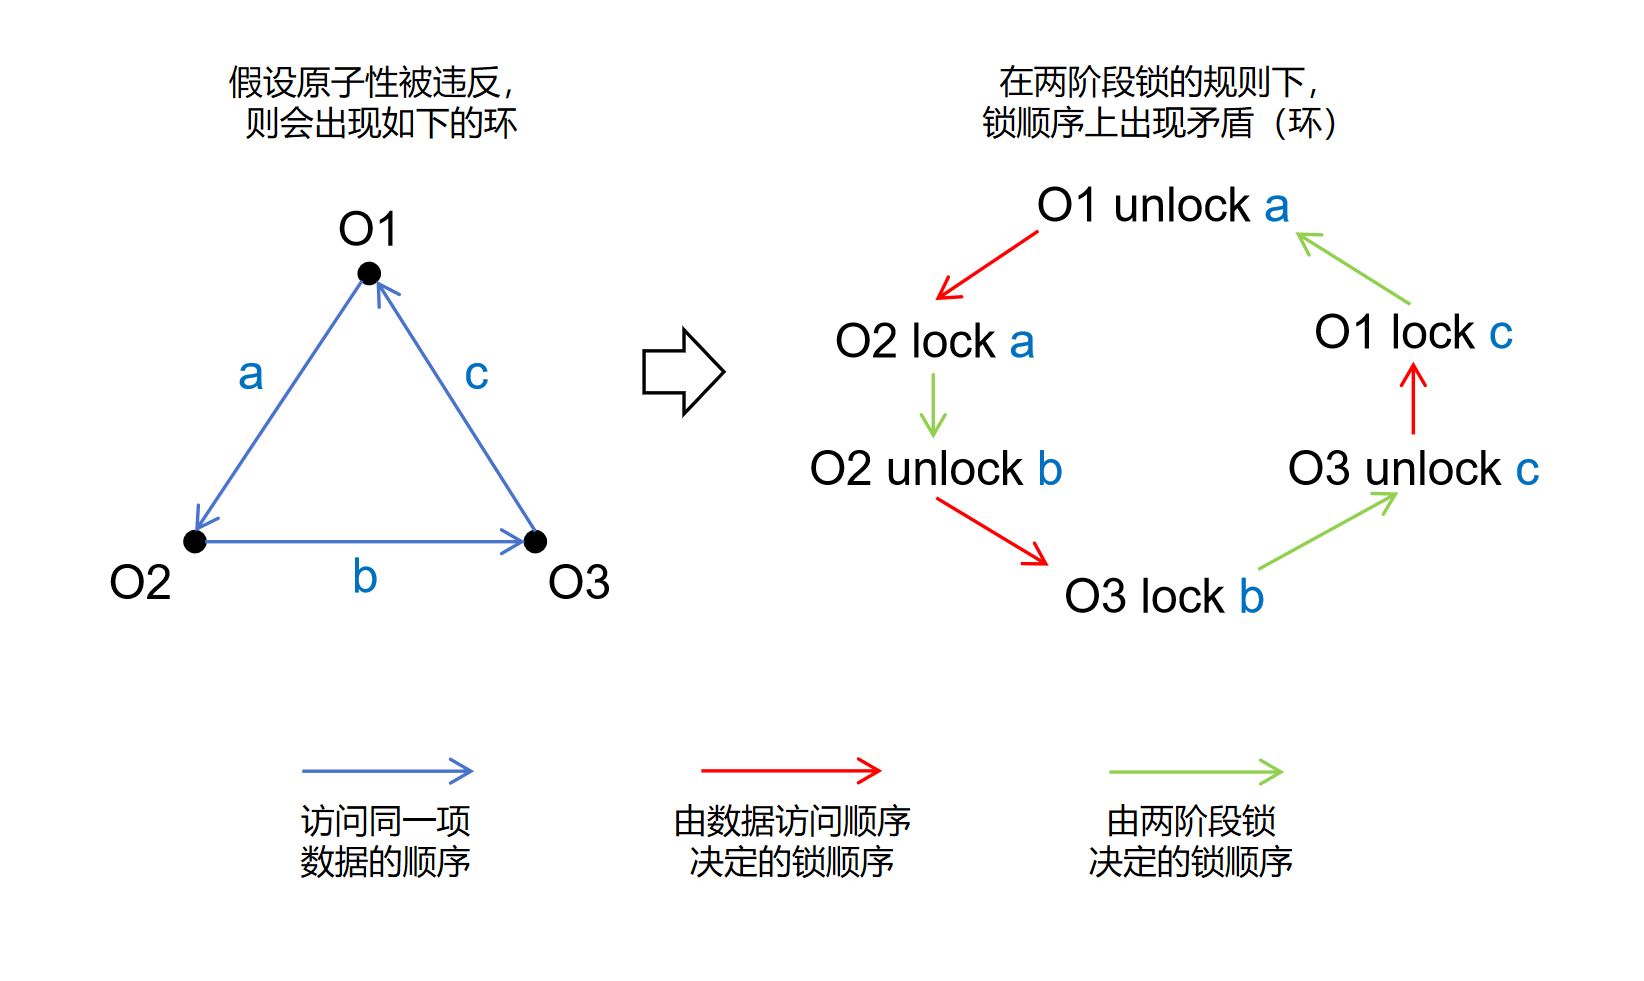 假设原子性被违反，
则会出现如下的环
在两阶段锁的规则下，
锁顺序上出现矛盾（环）
O1
a
c
O2
b
O3
O1 unlock a
O2 lock a
O1 lock c
O2 unlock b
O3 unlock c
O3 lock b
访问同一项
数据的顺序
由数据访问顺序
决定的锁顺序
由两阶段锁
决定的锁顺序